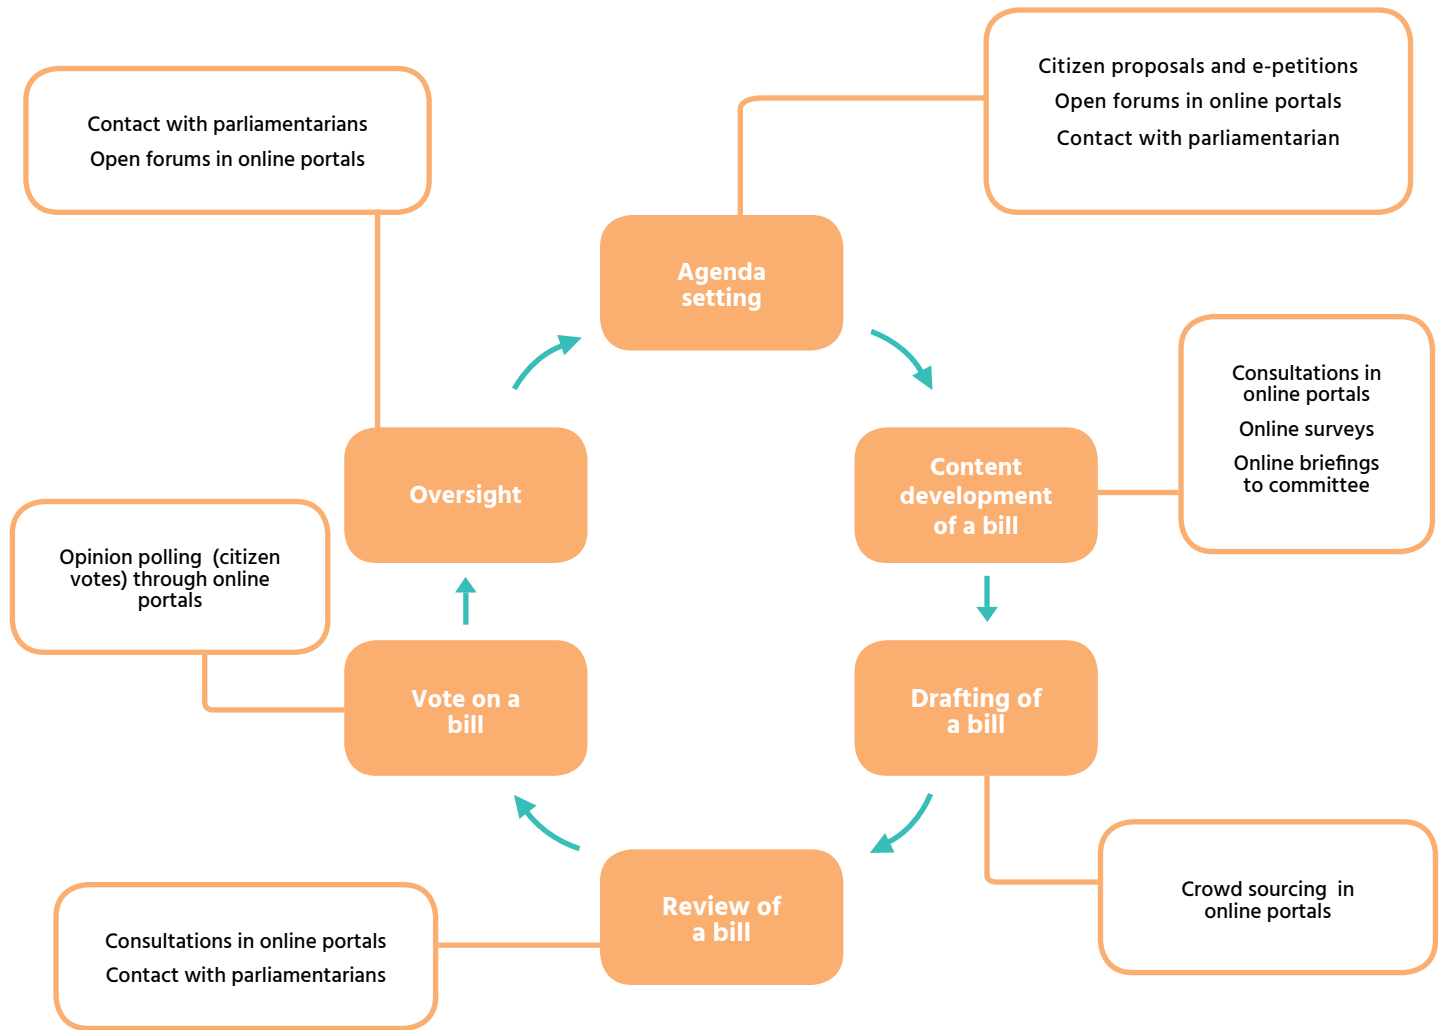 Citizen proposals and e-petitions
Open forums in online portals
Contact with parliamentarian
Contact with parliamentarians
Open forums in online portals
Agenda
setting
Consultations in
online portals
Online surveys
Online briefings
to committee
Content
development
of a bill
Oversight
Opinion polling (citizen
votes) through online
portals
Vote on a
bill
Drafting of
a bill
Crowd sourcing in
online portals
Review of
a bill
Consultations in online portals
Contact with parliamentarians